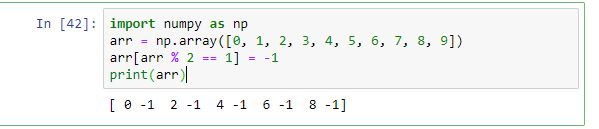 In [42]: import numpy as np
arr = np.array([0, 1, 2, 3, 4, 5, 6, 7, 8, 9])
arr[arr % 2 == 1] = -1
print(arr)
[ 0 -1  2 -1  4 -1  6 -1  8 -1]